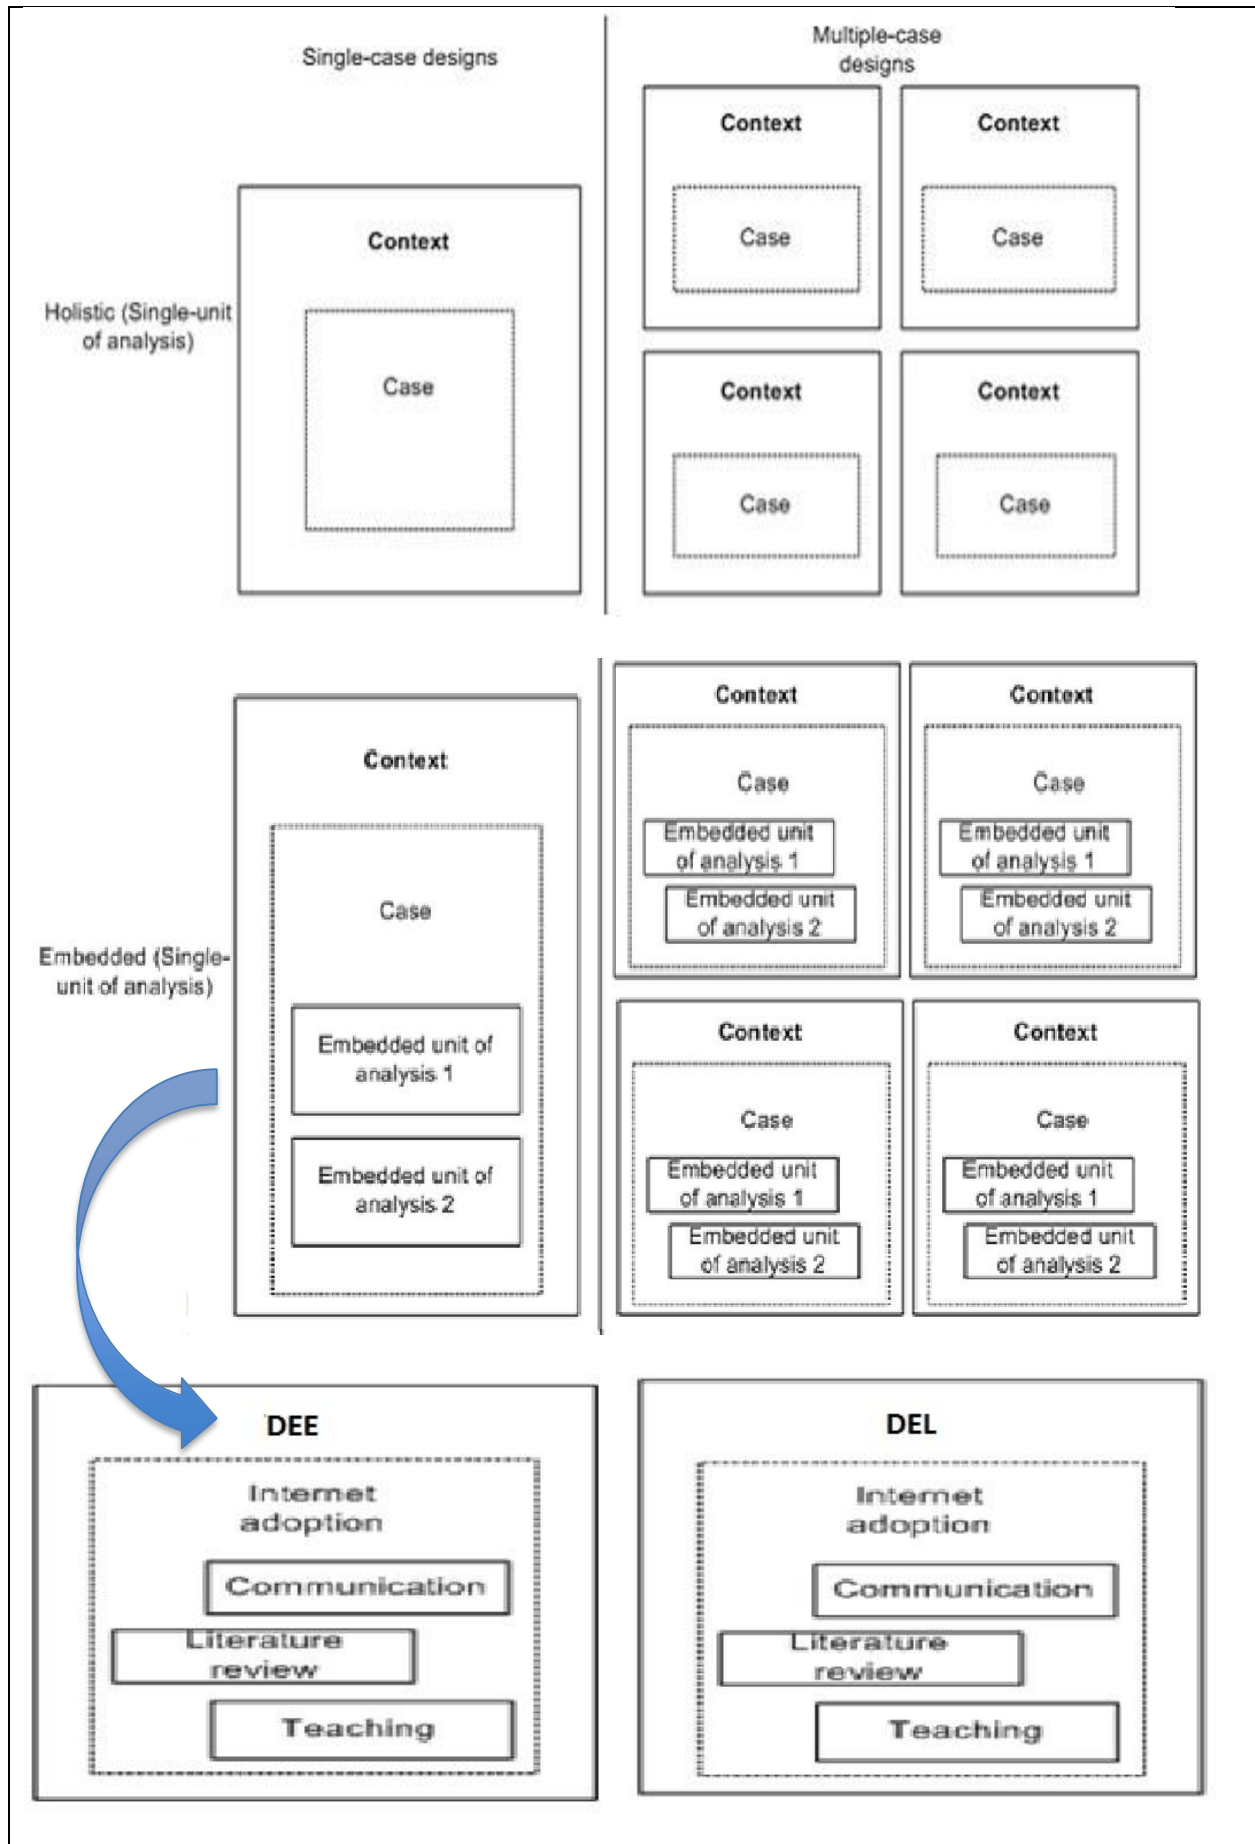 Single-case designs
Multiple-case
designs
Holistic (Single-unit
of analysis)
Context
Case
Context
Case
Context
Case
Context
Case
Context
Case
Embedded (Single-
unit of analysis)
Context
Case
Embedded unit of
analysis 1
Embedded unit of
analysis 2
Context
Case
Embedded unit
of analysis 1
Embedded unit
of analysis 2
Context
Case
Embedded unit
of analysis 1
Embedded unit
of analysis 2
Context
Case
Embedded unit
of analysis 1
Embedded unit
of analysis 2
Context
Case
Embedded unit
of analysis 1
Embedded unit
of analysis 2
DEE
Internet
adoption
Communication
Literature
review
Teaching
DEL
Internet
adoption
Communication
Literature
review
Teaching